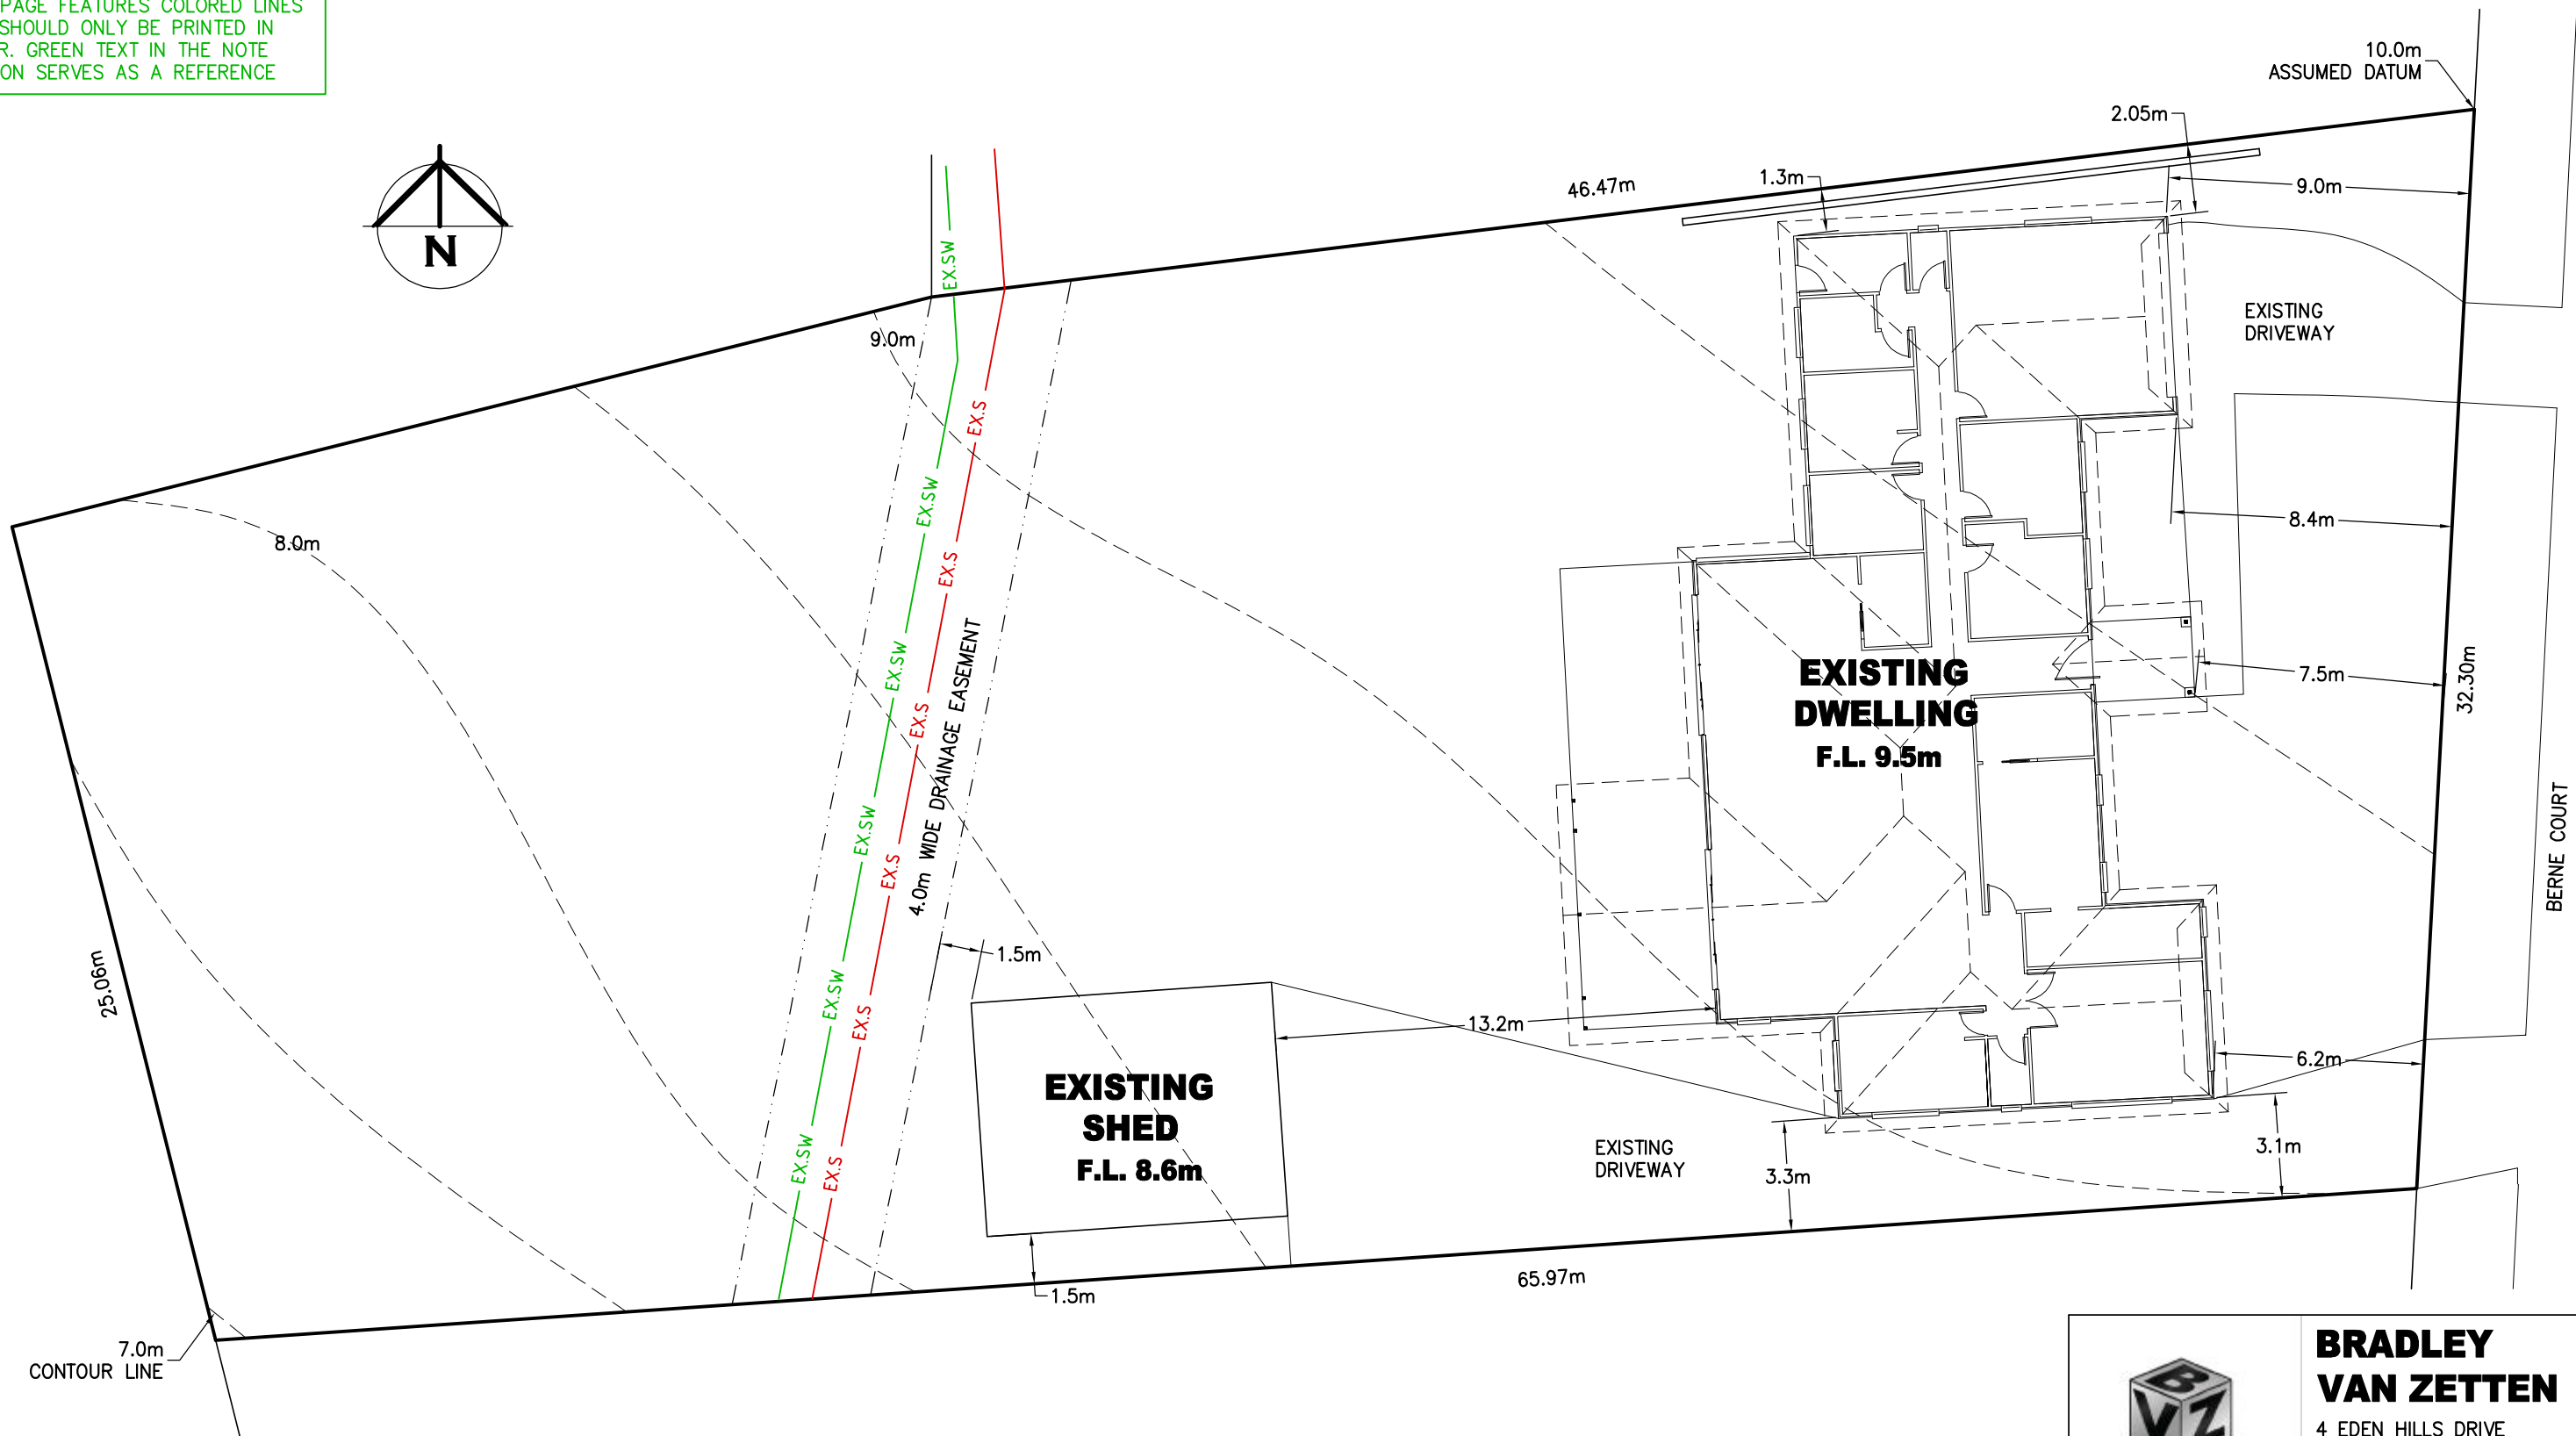 PAGE FEATURES COLORED LINES
SHOULD ONLY BE PRINTED IN
R. GREEN TEXT IN THE NOTE
ON SERVES AS A REFERENCE
N
10.0m
ASSUMED DATUM
2.05m
1.3m
46.47m
9.0m
EX.SW
EXISTING
DRIVEWAY
9.0m
EX.S
EX.SW
8.4m
8.0m
EX.S
EX.SW
4.0m WIDE DRAINAGE EASEMENT
EX.S
EXISTING
DWELLING
F.L. 9.5m
7.5m
32.30m
EX.SW
EX.S
BERNE COURT
25.06m
1.5m
EX.SW
EX.S
13.2m
6.2m
EXISTING
SHED
F.L. 8.6m
EX.SW
EX.S
EXISTING
DRIVEWAY
3.3m
3.1m
1.5m
65.97m
7.0m
CONTOUR LINE
BVZ
BRADLEY
VAN ZETTEN
4 EDEN HILLS DRIVE